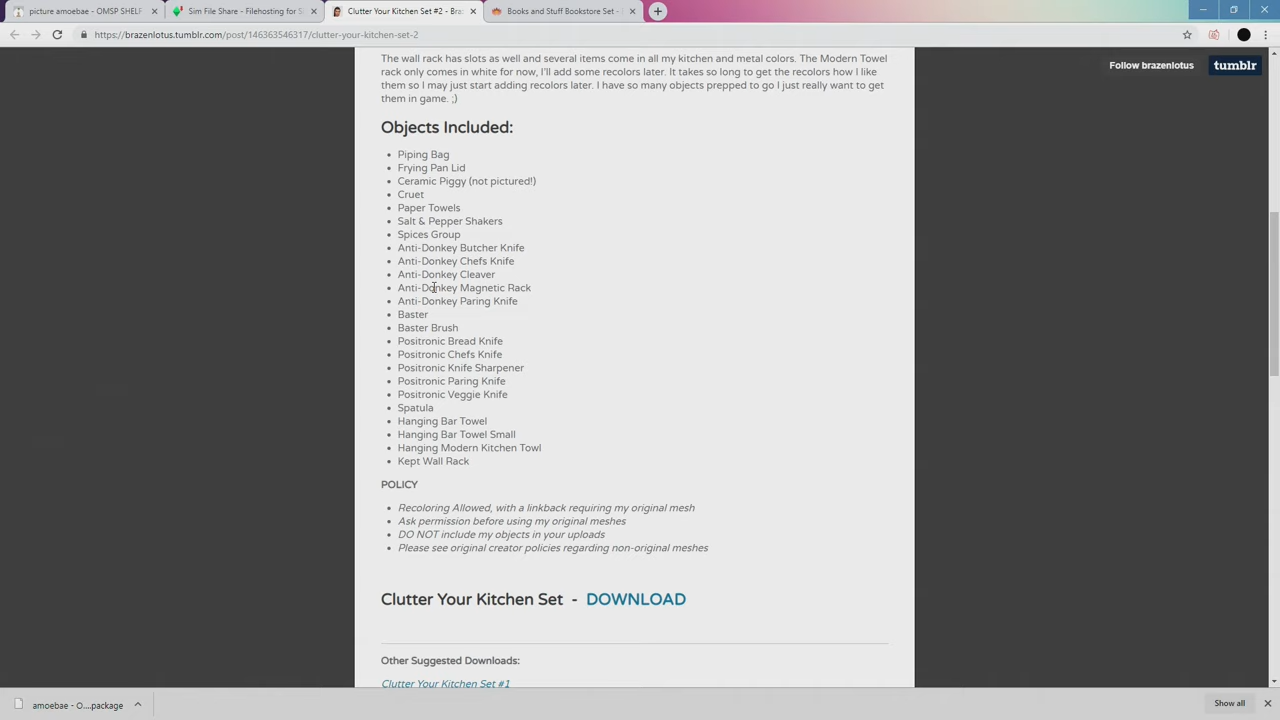 picture amoebae - OMSP SHELF
Sim File Share - Filehosting for S
Clutter Your Kitchen Set #2 - Bra
Books and Stuff Bookstore Set -
https://brazenlotus.tumblr.com/post/146363546317/clutter-your-kitchen-set-2
Follow brazenlotus
tumblr
The wall rack has slots as well and several items come in all my kitchen and metal colors. The Modern Towel
rack only comes in white for now, I'll add some recolors later. It takes so long to get the recolors how I like
them so I may just start adding recolors later. I have so many objects prepped to go I just really want to get
them in game. ;)
Objects Included:
Piping Bag
Frying Pan Lid
Ceramic Piggy (not pictured!)
Cruet
Paper Towels
Salt & Pepper Shakers
Spices Group
Anti-Donkey Butcher Knife
Anti-Donkey Chefs Knife
Anti-Donkey Cleaver
Anti-Donkey Magnetic Rack
Anti-Donkey Paring Knife
Baster
Baster Brush
Positronic Bread Knife
Positronic Chefs Knife
Positronic Knife Sharpener
Positronic Paring Knife
Positronic Veggie Knife
Spatula
Hanging Bar Towel
Hanging Bar Towel Small
Hanging Modern Kitchen Towl
Kept Wall Rack
POLICY
Recoloring Allowed, with a linkback requiring my original mesh
Ask permission before using my original meshes
DO NOT include my objects in your uploads
Please see original creator policies regarding non-original meshes
Clutter Your Kitchen Set - DOWNLOAD
Other Suggested Downloads:
Clutter Your Kitchen Set #1
amoebae - O....package
Show all